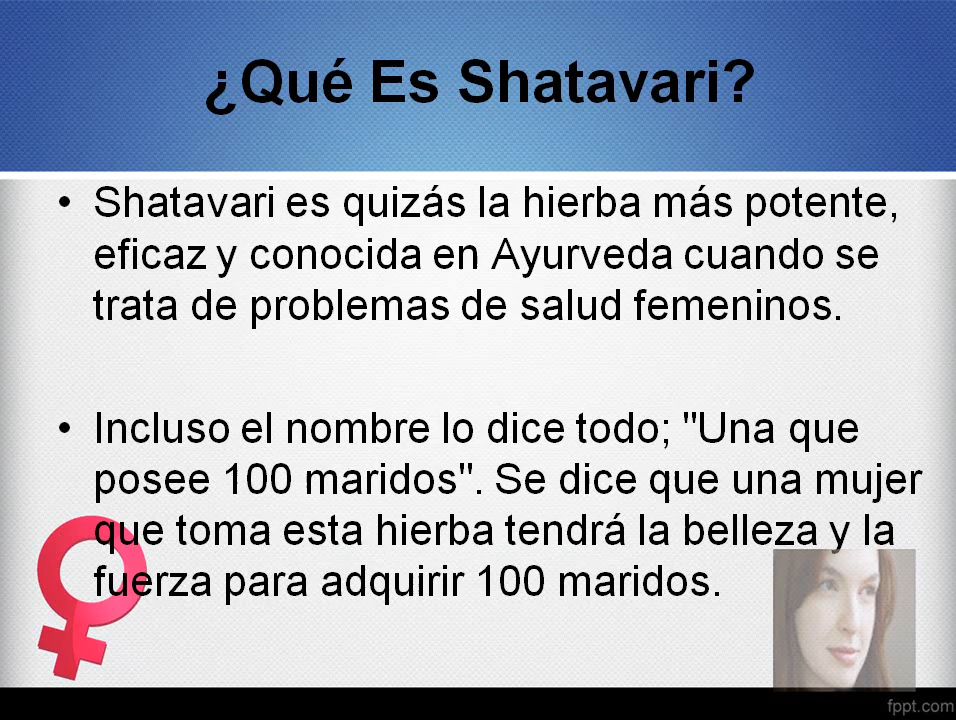 ¿Qué Es Shatavari?
• Shatavari es quizás la hierba más potente,
eficaz y conocida en Ayurveda cuando se
trata de problemas de salud femeninos.
• Incluso el nombre lo dice todo; "Una que
posee 100 maridos". Se dice que una mujer
que toma esta hierba tendrá la belleza y la
fuerza para adquirir 100 maridos.
fppt.com